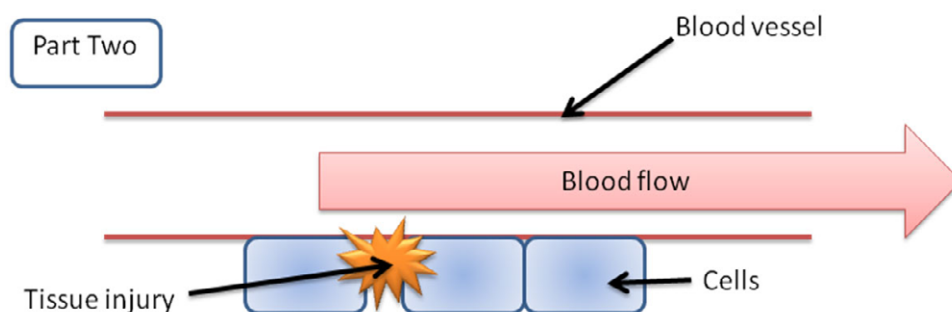 Part Two
Blood vessel
Blood flow
Tissue injury
Cells